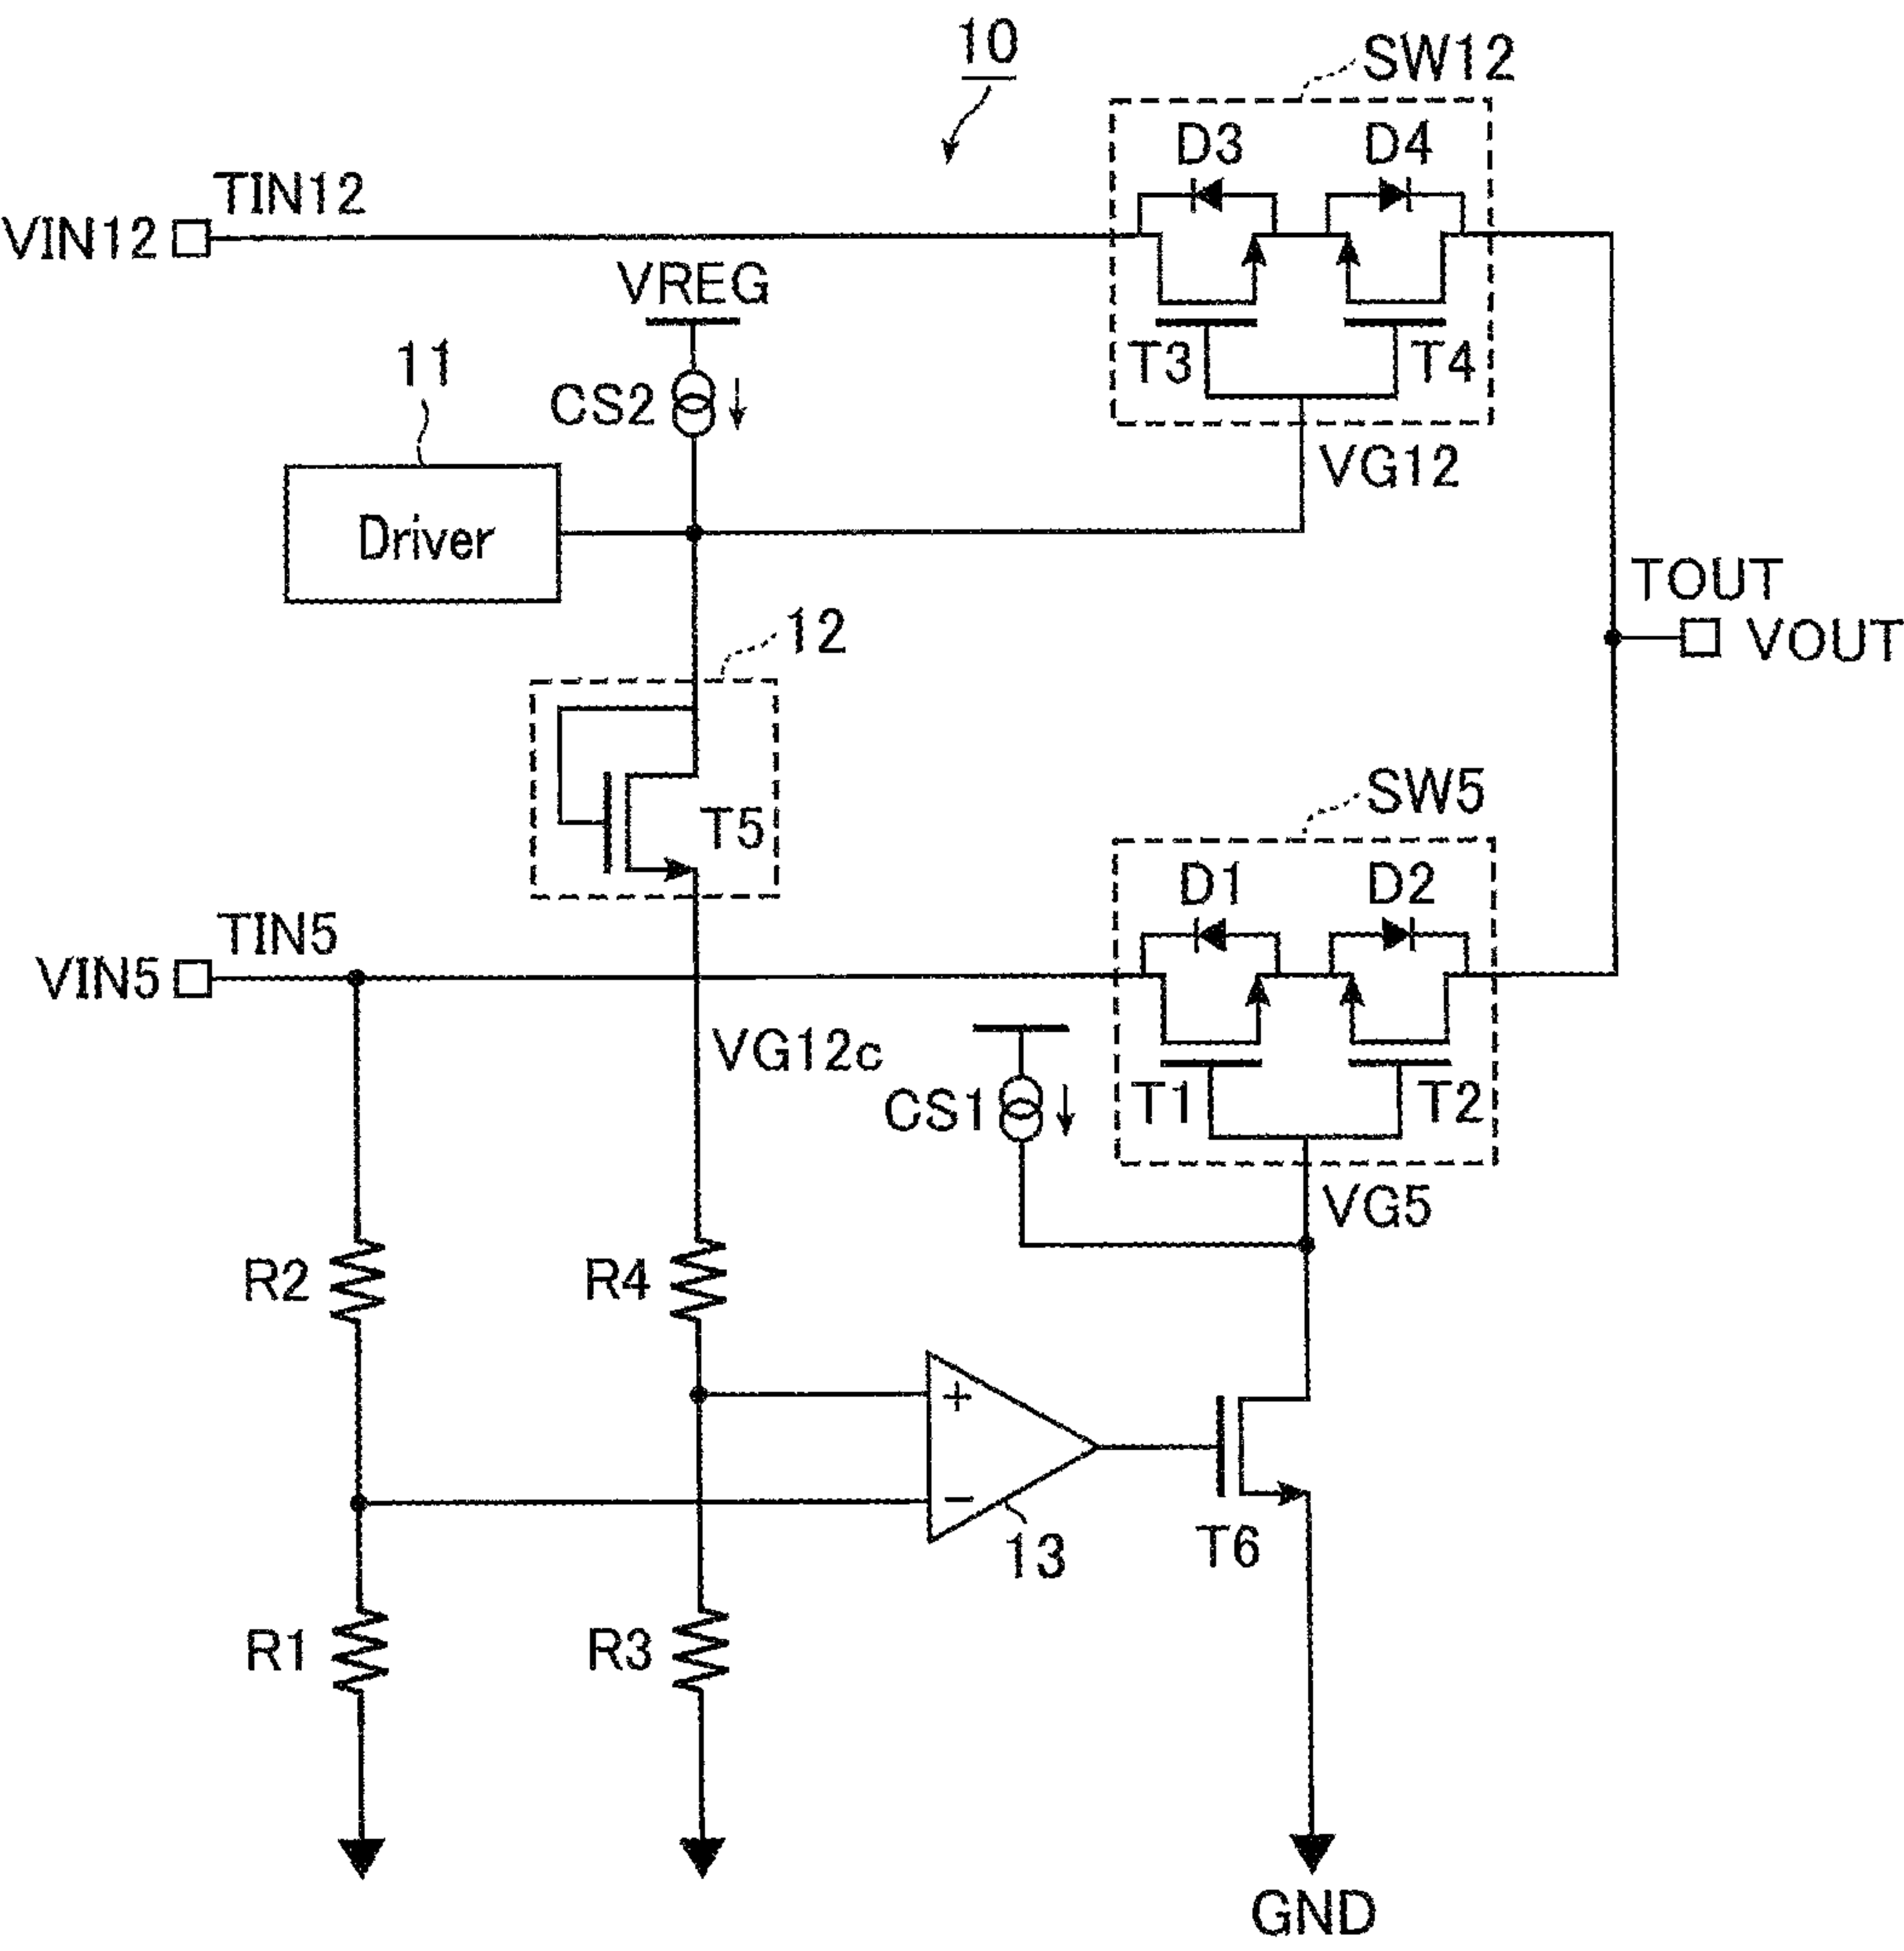 10
SW12
D3
D4
TIN12
VIN12
VREG
11
CS2
T3
T4
VG12
Driver
TOUT
VOUT
12
T5
SW5
D1
D2
TIN5
VIN5
VG12c
CS1
T1
T2
VG5
R2
R4
+
−
13
T6
R1
R3
GND